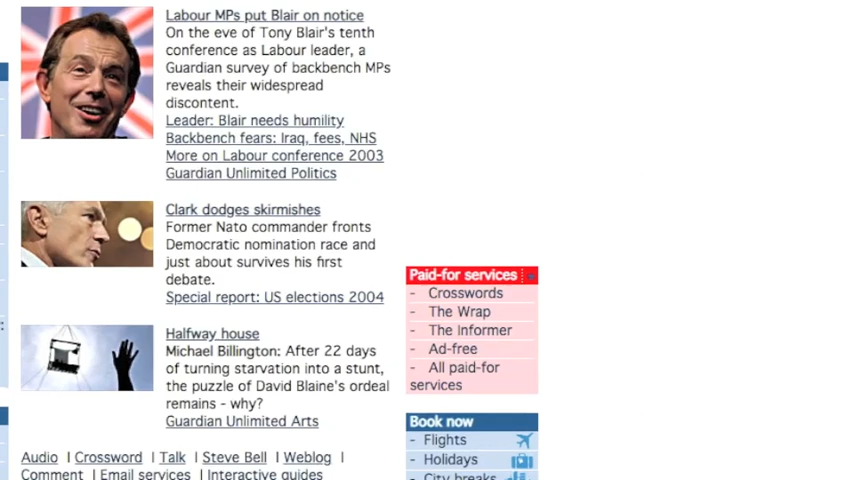 Labour MPs put Blair on notice
On the eve of Tony Blair's tenth
conference as Labour leader, a
Guardian survey of backbench MPs
reveals their widespread
discontent.
Leader: Blair needs humility
Backbench fears: Iraq, fees, NHS
More on Labour conference 2003
Guardian Unlimited Politics
Clark dodges skirmishes
Former Nato commander fronts
Democratic nomination race and
just about survives his first
debate.
Special report: US elections 2004
Halfway house
Michael Billington: After 22 days
of turning starvation into a stunt,
the puzzle of David Blaine's ordeal
remains - why?
Guardian Unlimited Arts
Audio | Crossword | Talk | Steve Bell | Weblog |
Comment | Email services | Interactive guides
Paid-for services
- Crosswords
- The Wrap
- The Informer
- Ad-free
- All paid-for
services
Book now
- Flights
- Holidays
- City breaks